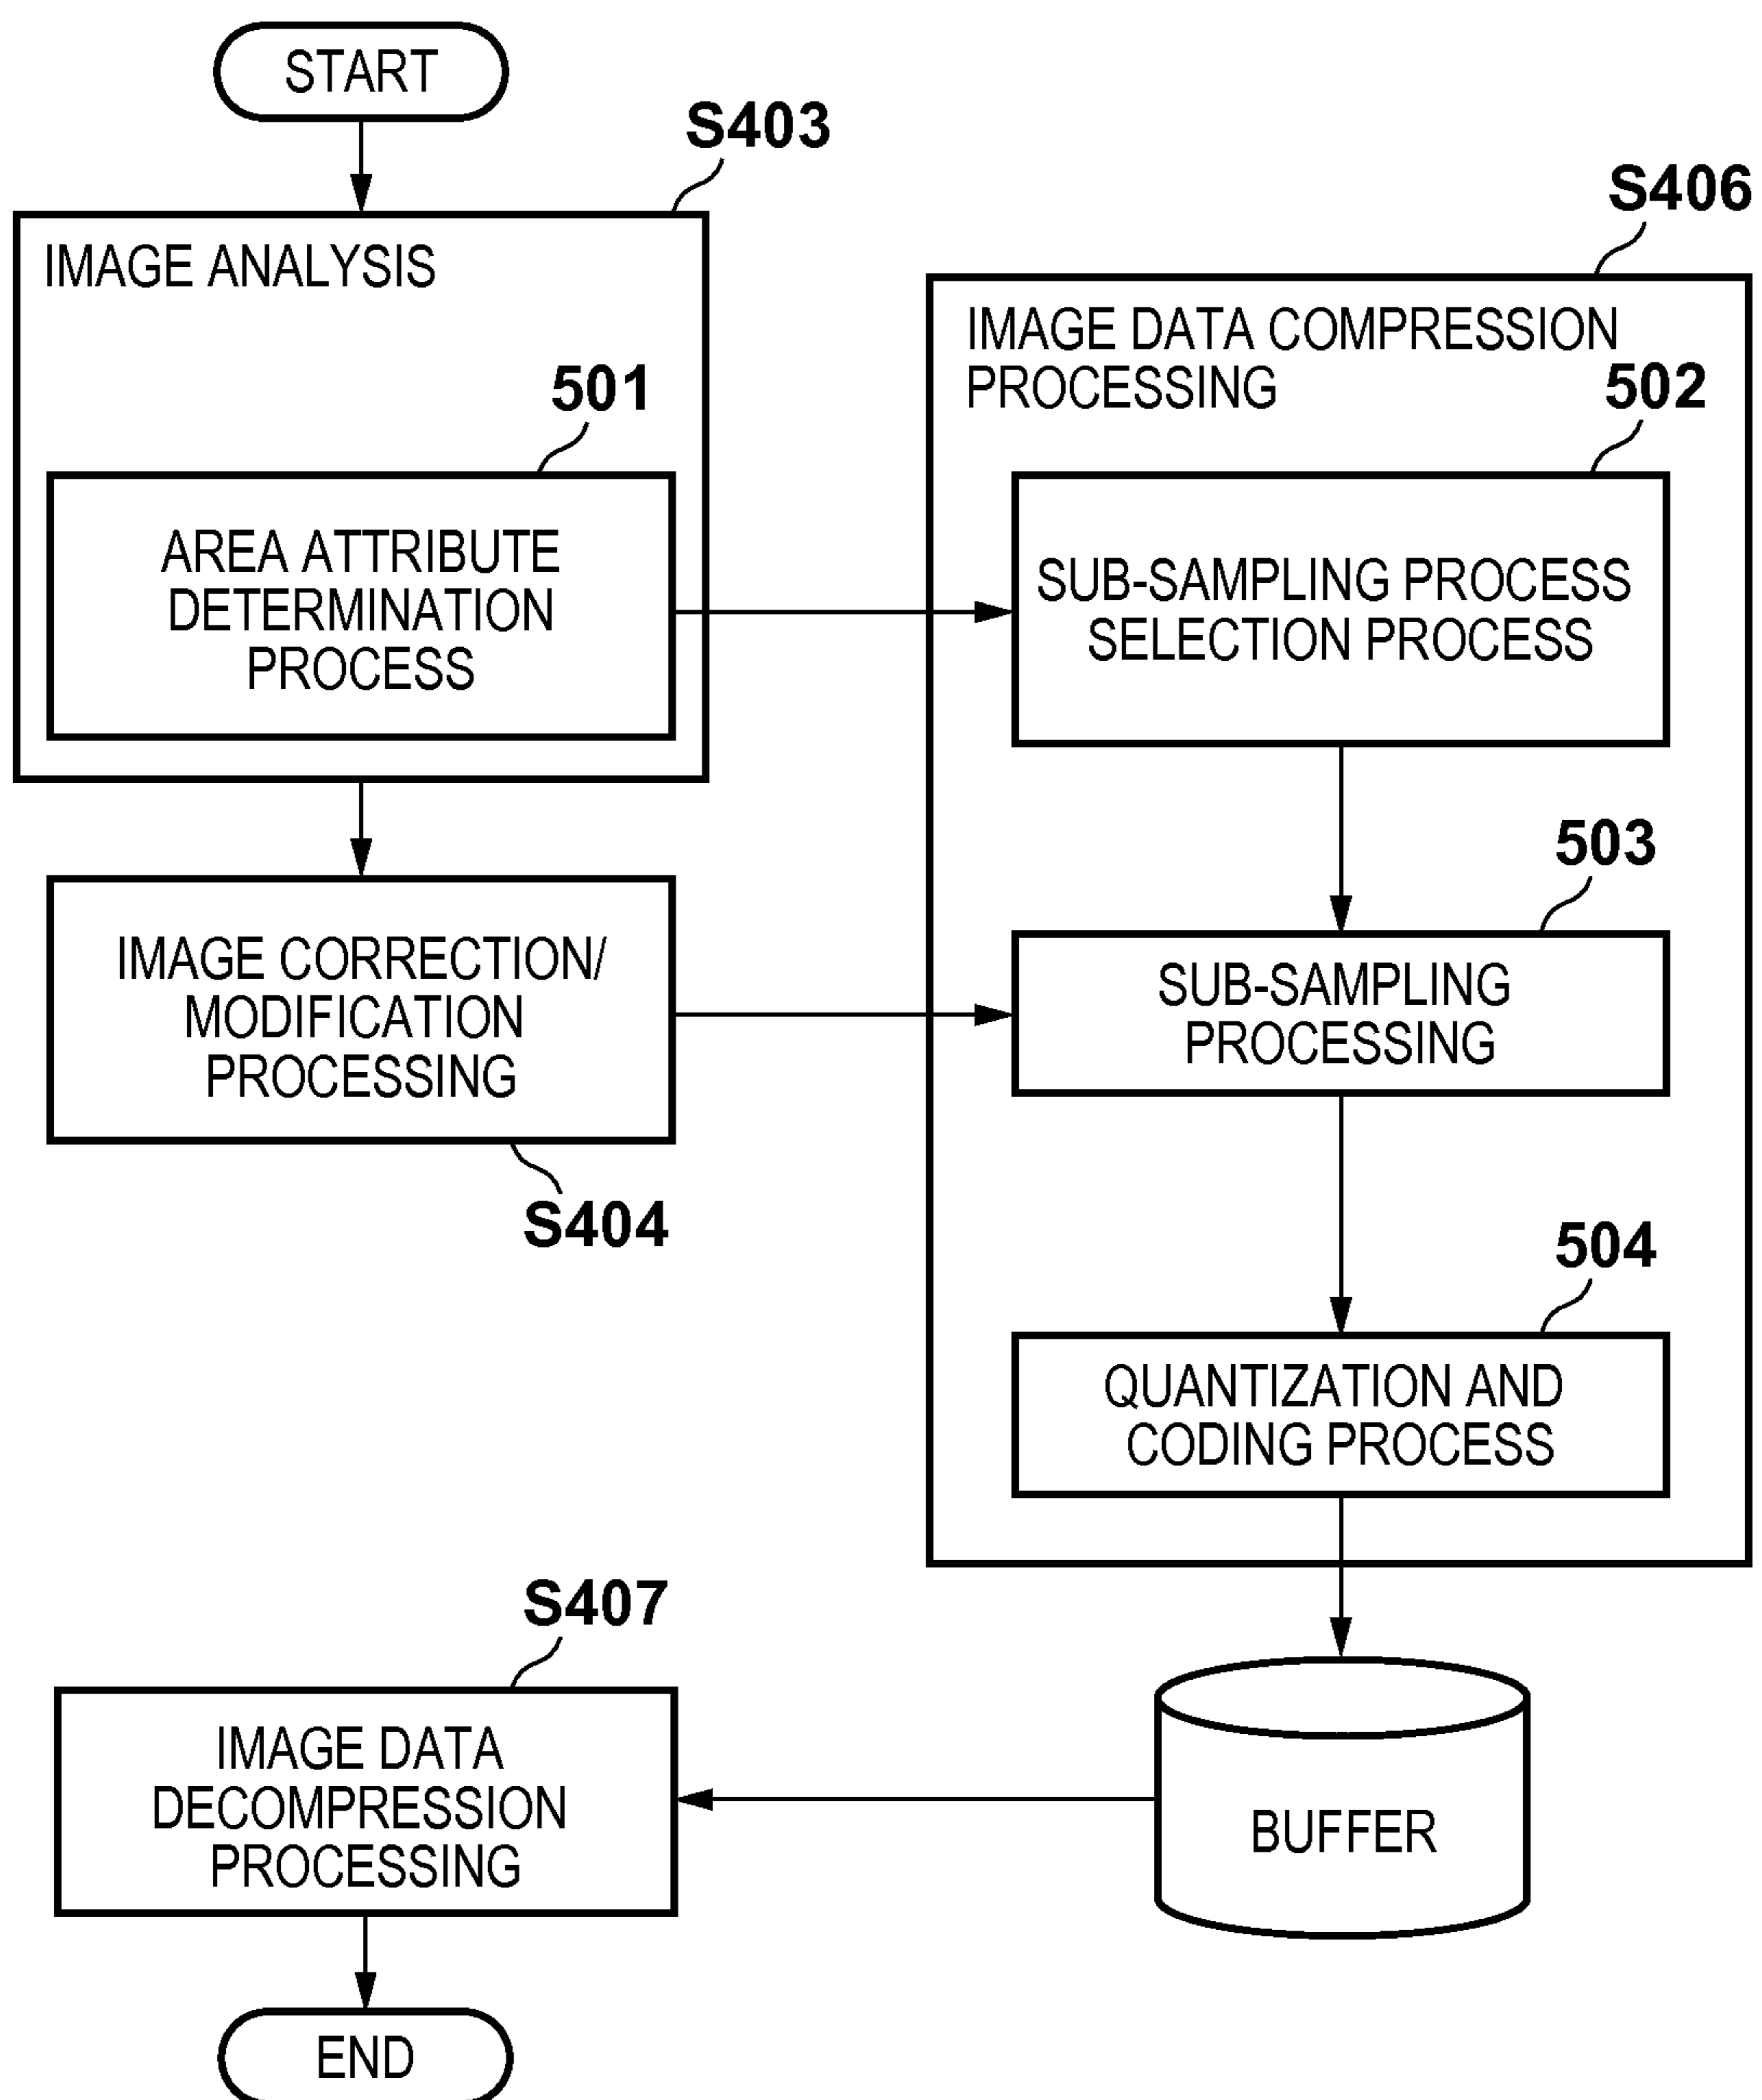 START
S403
S406
IMAGE ANALYSIS
501
AREA ATTRIBUTE
DETERMINATION
PROCESS
IMAGE DATA COMPRESSION
PROCESSING
502
SUB-SAMPLING PROCESS
SELECTION PROCESS
IMAGE CORRECTION/
MODIFICATION
PROCESSING
S404
503
SUB-SAMPLING
PROCESSING
504
QUANTIZATION AND
CODING PROCESS
S407
IMAGE DATA
DECOMPRESSION
PROCESSING
BUFFER
END